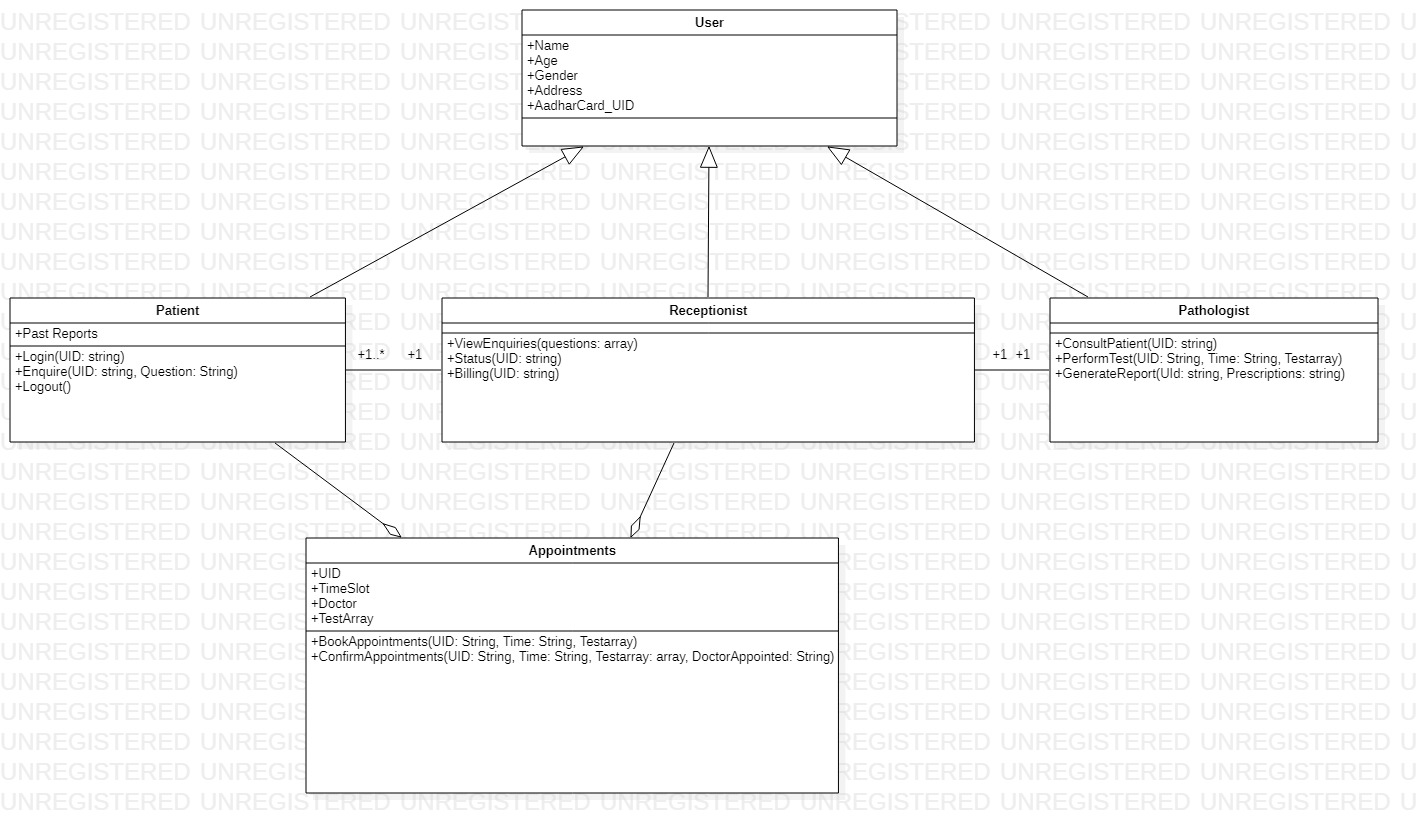 User
+Name
+Age
+Gender
+Address
+AadharCard_UID
Patient
+Past Reports
+Login(UID: string)
+Enquire(UID: string, Question: String)
+Logout()
+1..*
+1
Receptionist
+ViewEnquiries(questions: array)
+Status(UID: string)
+Billing(UID: string)
+1
+1
Pathologist
+ConsultPatient(UID: string)
+PerformTest(UID: String, Time: String, Testarray)
+GenerateReport(UId: string, Prescriptions: string)
Appointments
+UID
+TimeSlot
+Doctor
+TestArray
+BookAppointments(UID: String, Time: String, Testarray)
+ConfirmAppointments(UID: String, Time: String, Testarray: array, DoctorAppointed: String)
UNREGISTERED